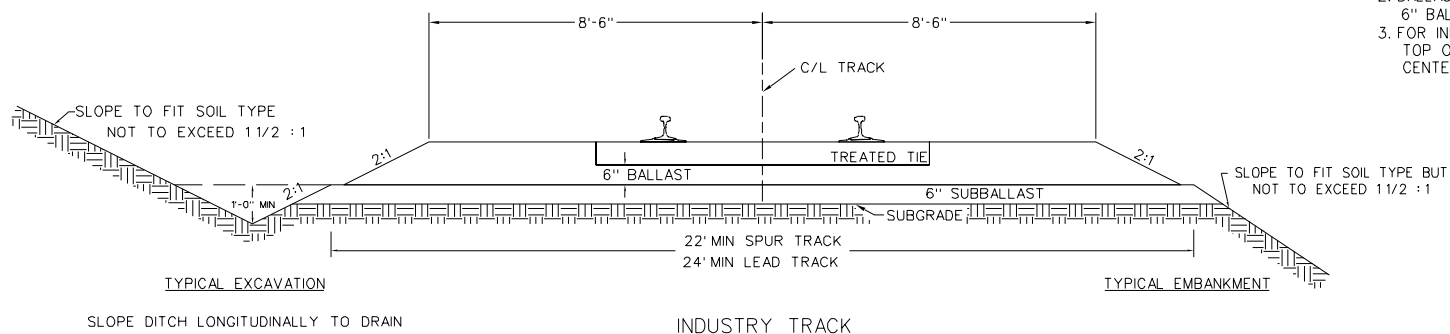 8'-6" 8'-6"
2. BALLAS
6" BAL
3. FOR IN
TOP O
CENTE
C/L TRACK
SLOPE TO FIT SOIL TYPE
NOT TO EXCEED 1 1/2 : 1
2:1
TREATED TIE
2:1
6" BALLAST
SLOPE TO FIT SOIL TYPE BUT
NOT TO EXCEED 1 1/2 : 1
2:1
1'-0" MIN
6" SUBBALLAST
SUBGRADE
22' MIN SPUR TRACK
24' MIN LEAD TRACK
TYPICAL EXCAVATION
TYPICAL EMBANKMENT
SLOPE DITCH LONGITUDINALLY TO DRAIN
INDUSTRY TRACK